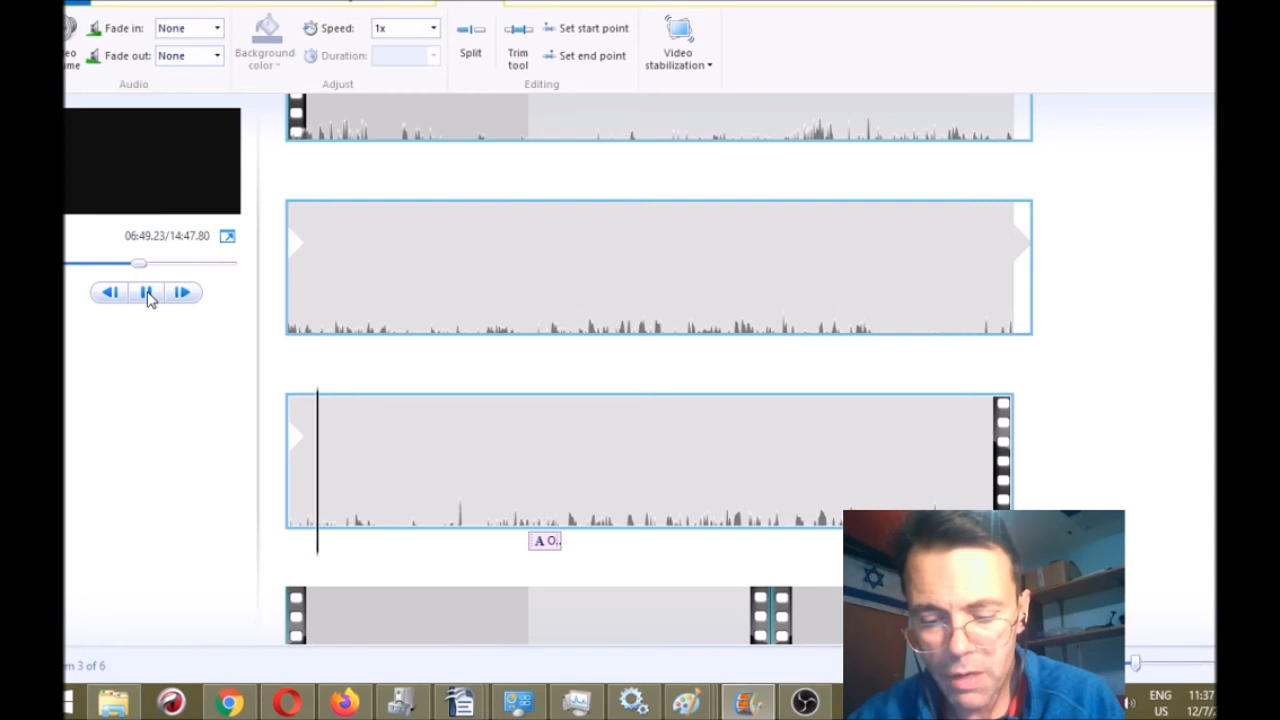 Fade in: None
Fade out: None
Audio
Background color
Speed: 1x
Duration:
Adjust
Split
Trim tool
Set start point
Set end point
Editing
Video stabilization
06:49.23/14:47.80
A O..
3 of 6
ENG
US
11:37
12/7/